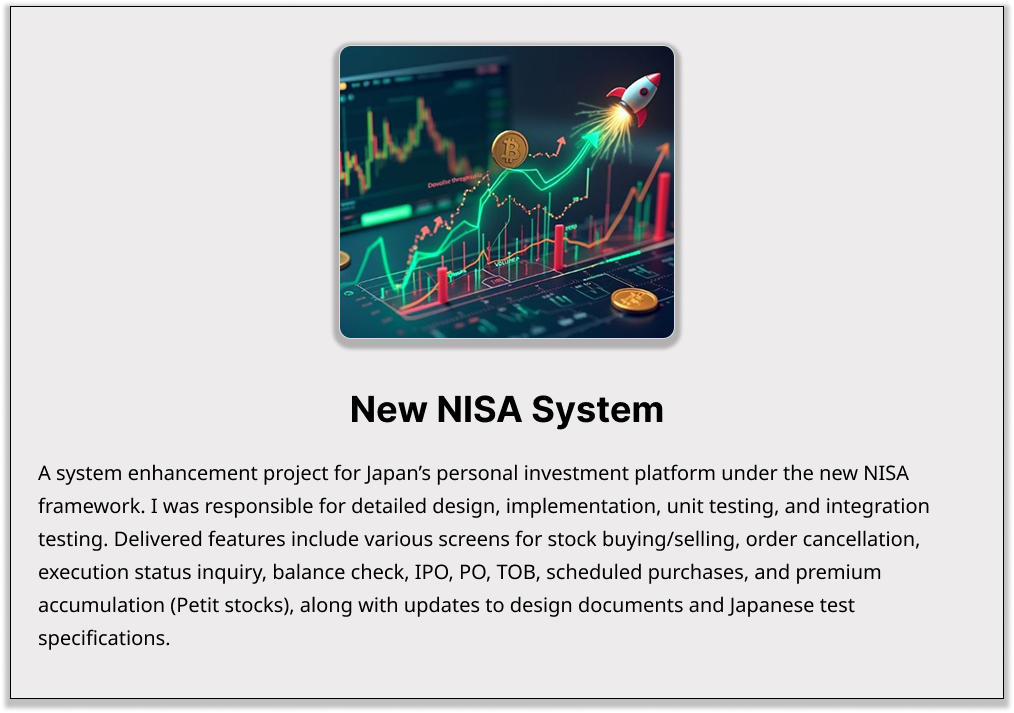 New NISA System
A system enhancement project for Japan’s personal investment platform under the new NISA
framework. I was responsible for detailed design, implementation, unit testing, and integration
testing. Delivered features include various screens for stock buying/selling, order cancellation,
execution status inquiry, balance check, IPO, PO, TOB, scheduled purchases, and premium
accumulation (Petit stocks), along with updates to design documents and Japanese test
specifications.